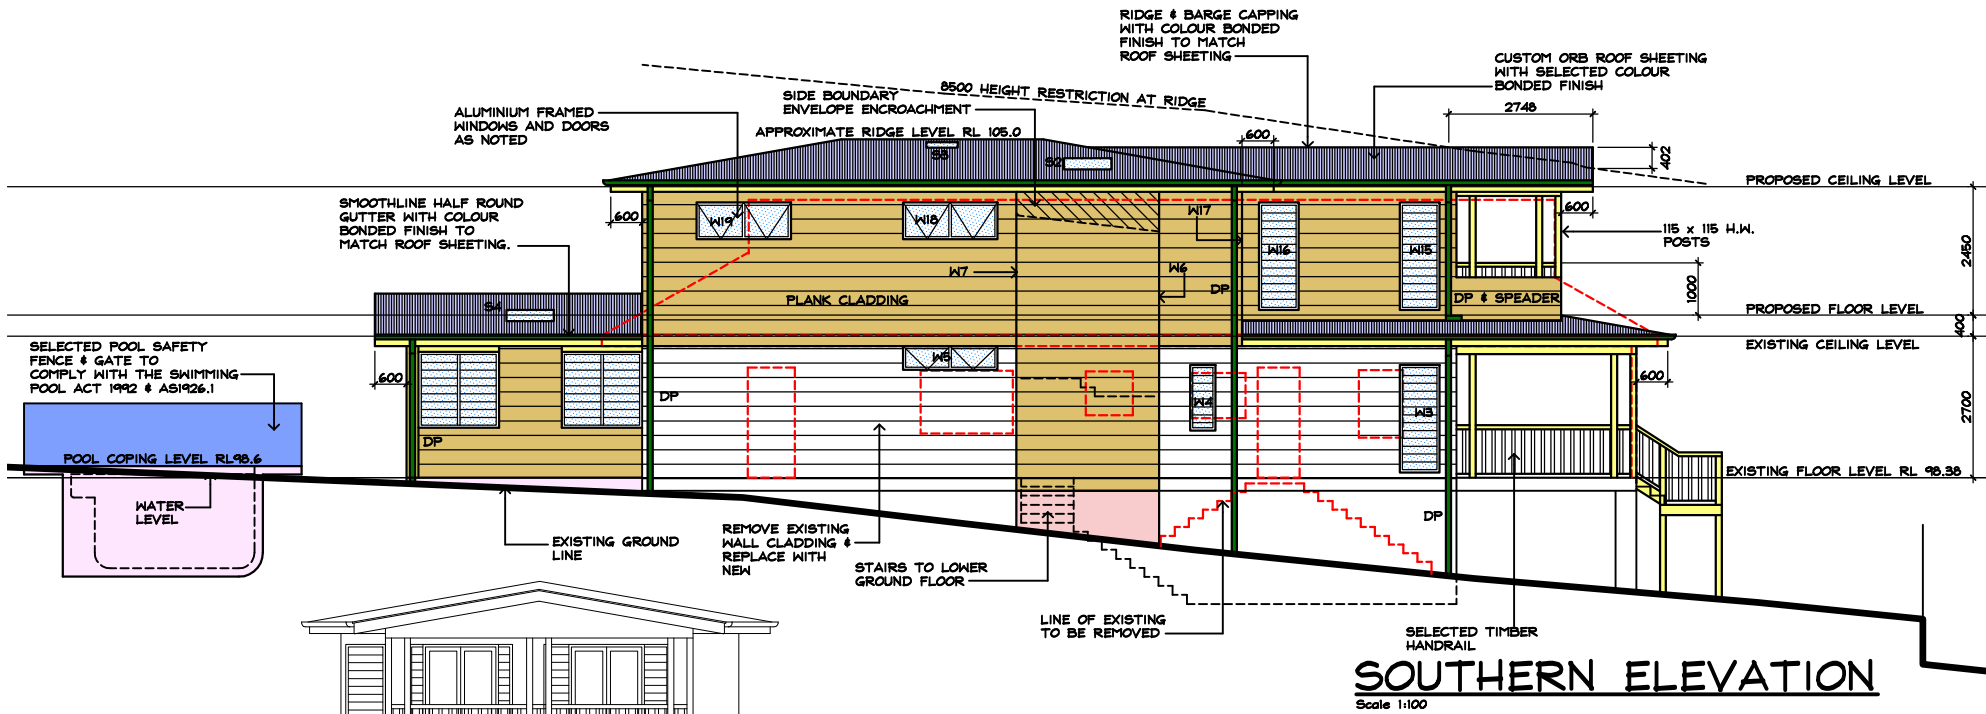 RIDGE & BARGE CAPPING
WITH COLOUR BONDED
FINISH TO MATCH
ROOF SHEETING
CUSTOM ORB ROOF SHEETING
WITH SELECTED COLOUR
BONDED FINISH
2748
8500 HEIGHT RESTRICTION AT RIDGE
SIDE BOUNDARY
ENVELOPE ENCROACHMENT
ALUMINIUM FRAMED
WINDOWS AND DOORS
AS NOTED
APPROXIMATE RIDGE LEVEL RL 105.0
600
402
S3
S2
PROPOSED CEILING LEVEL
SMOOTHLINE HALF ROUND
GUTTER WITH COLOUR
BONDED FINISH TO
MATCH ROOF SHEETING.
600
W19
W18
W17
W16
W15
600
115 x 115 H.W.
POSTS
2450
W7
W6
DP
1000
PLANK CLADDING
DP & SPEADER
S4
PROPOSED FLOOR LEVEL
400
EXISTING CEILING LEVEL
SELECTED POOL SAFETY
FENCE & GATE TO
COMPLY WITH THE SWIMMING
POOL ACT 1992 & AS1926.1
600
W5
600
DP
W4
W3
2700
DP
POOL COPING LEVEL RL98.6
EXISTING FLOOR LEVEL RL 98.38
WATER
LEVEL
DP
EXISTING GROUND
LINE
REMOVE EXISTING
WALL CLADDING &
REPLACE WITH
NEW
STAIRS TO LOWER
GROUND FLOOR
LINE OF EXISTING
TO BE REMOVED
SELECTED TIMBER
HANDRAIL
SOUTHERN ELEVATION
Scale 1:100